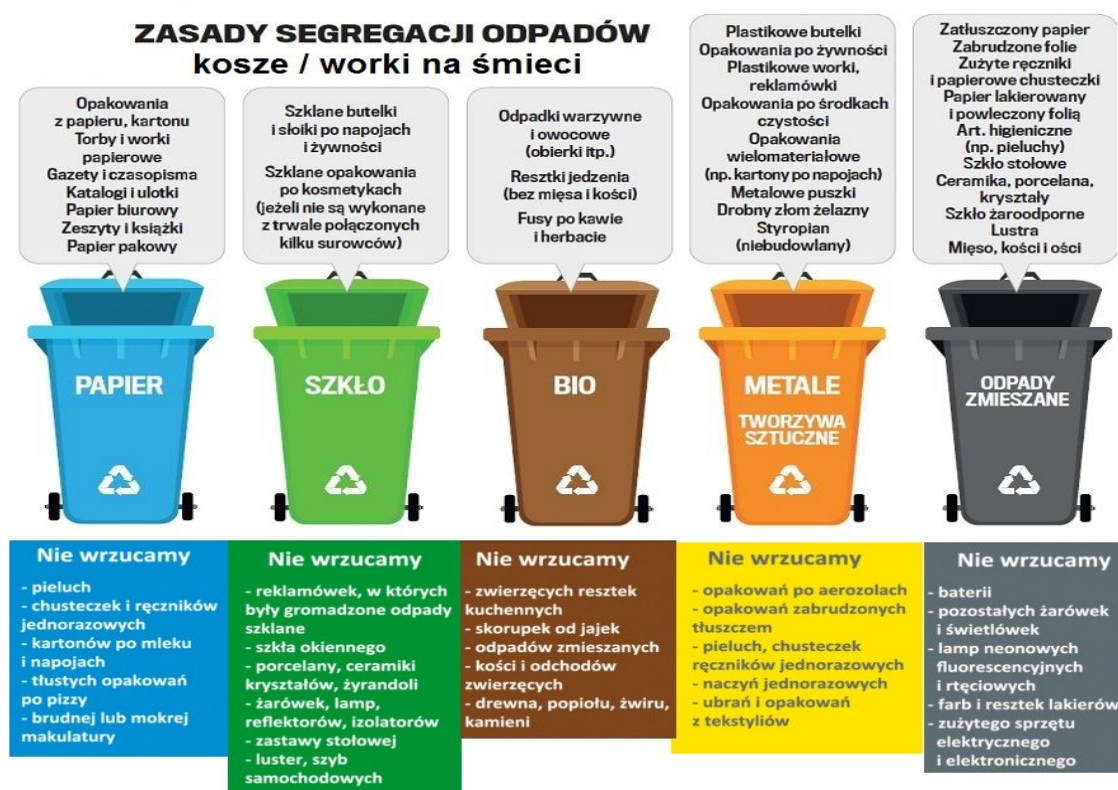 ZASADY SEGREGACJI ODPADÓW
kosze / worki na śmieci
Opakowania
z papieru, kartonu
Torby i worki
papierowe
Gazety i czasopisma
Katalogi i ulotki
Papier biurowy
Zeszyty i książki
Papier pakowy
Szklane butelki
i słoiki po napojach
i żywności
Szklane opakowania
po kosmetykach
(jeżeli nie są wykonane
z trwale połączonych
kilku surowców)
Odpadki warzywne
i owocowe
(obierki itp.)
Resztki jedzenia
(bez mięsa i kości)
Fusy po kawie
i herbacie
Plastikowe butelki
Opakowania po żywności
Plastikowe worki,
reklamówki
Opakowania po środkach
czystości
Opakowania
wielomateriałowe
(np. kartony po napojach)
Metalowe puszki
Drobny złom żelazny
Styropian
(niebudowlany)
Zatłuszczony papier
Zabrudzone folie
Zużyte ręczniki
i papierowe chusteczki
Papier lakierowany
i powleczony folią
Art. higieniczne
(np. pieluchy)
Szkło stołowe
Ceramika, porcelana,
kryształy
Szkło żaroodporne
Lustra
Mięso, kości i ości
PAPIER
SZKŁO
BIO
METALE
TWORZYWA
SZTUCZNE
ODPADY
ZMIESZANE
Nie wrzucamy
- pieluch
- chusteczek i ręczników
jednorazowych
- kartonów po mleku
i napojach
- tłustych opakowań
po pizzy
- brudnej lub mokrej
makulatury
Nie wrzucamy
- reklamówek, w których
były gromadzone odpady
szklane
- szkła okiennego
- porcelany, ceramiki
kryształów, żyrandoli
- żarówek, lamp,
reflektorów, izolatorów
- zastawy stołowej
- luster, szyb
samochodowych
Nie wrzucamy
- zwierzęcych resztek
kuchennych
- skorupek od jajek
- odpadów zmieszanych
- kości i odchodów
zwierzęcych
- drewna, popiołu, żwiru,
kamieni
Nie wrzucamy
- opakowań po aerozolach
- opakowań zabrudzonych
tłuszczem
- pieluch, chusteczek
ręczników jednorazowych
- naczyń jednorazowych
- ubrań i opakowań
z tekstyliów
Nie wrzucamy
- baterii
- pozostałych żarówek
i świetlówek
- lamp neonowych
fluorescencyjnych
i rtęciowych
- farb i resztek lakierów
- zużytego sprzętu
elektrycznego
i elektronicznego